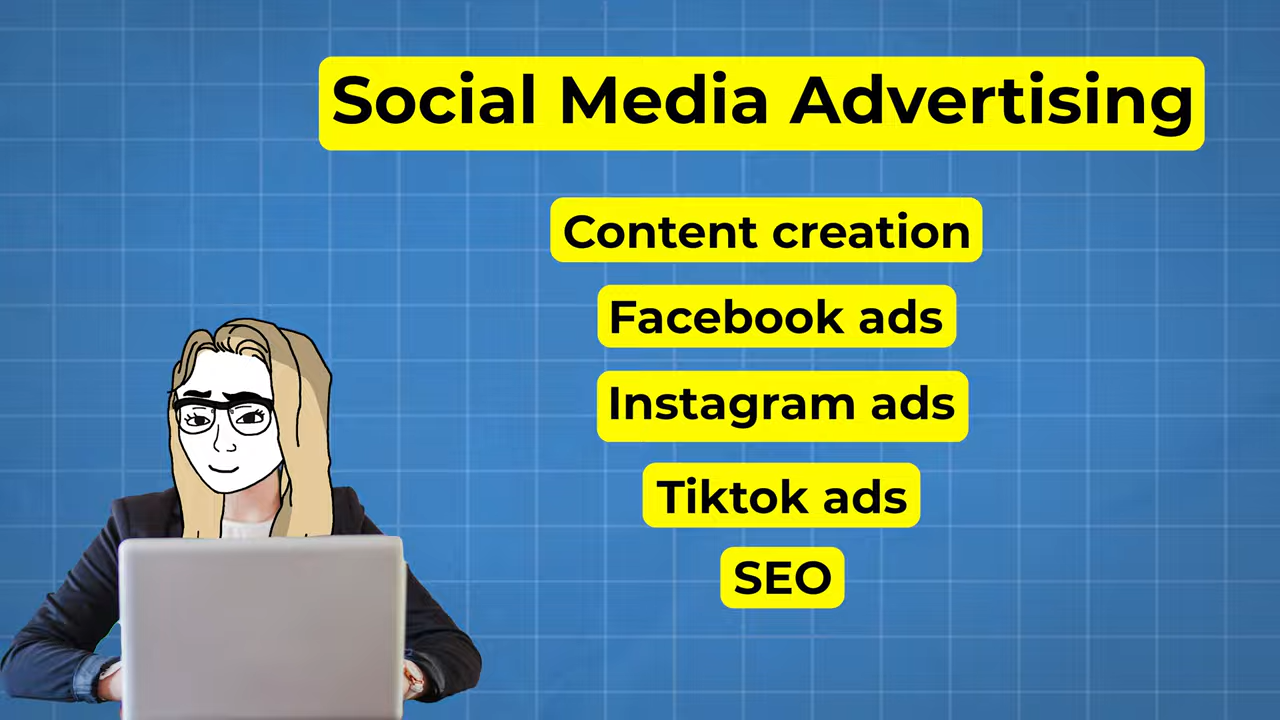 Social Media Advertising
Content creation
Facebook ads
Instagram ads
Tiktok ads
SEO